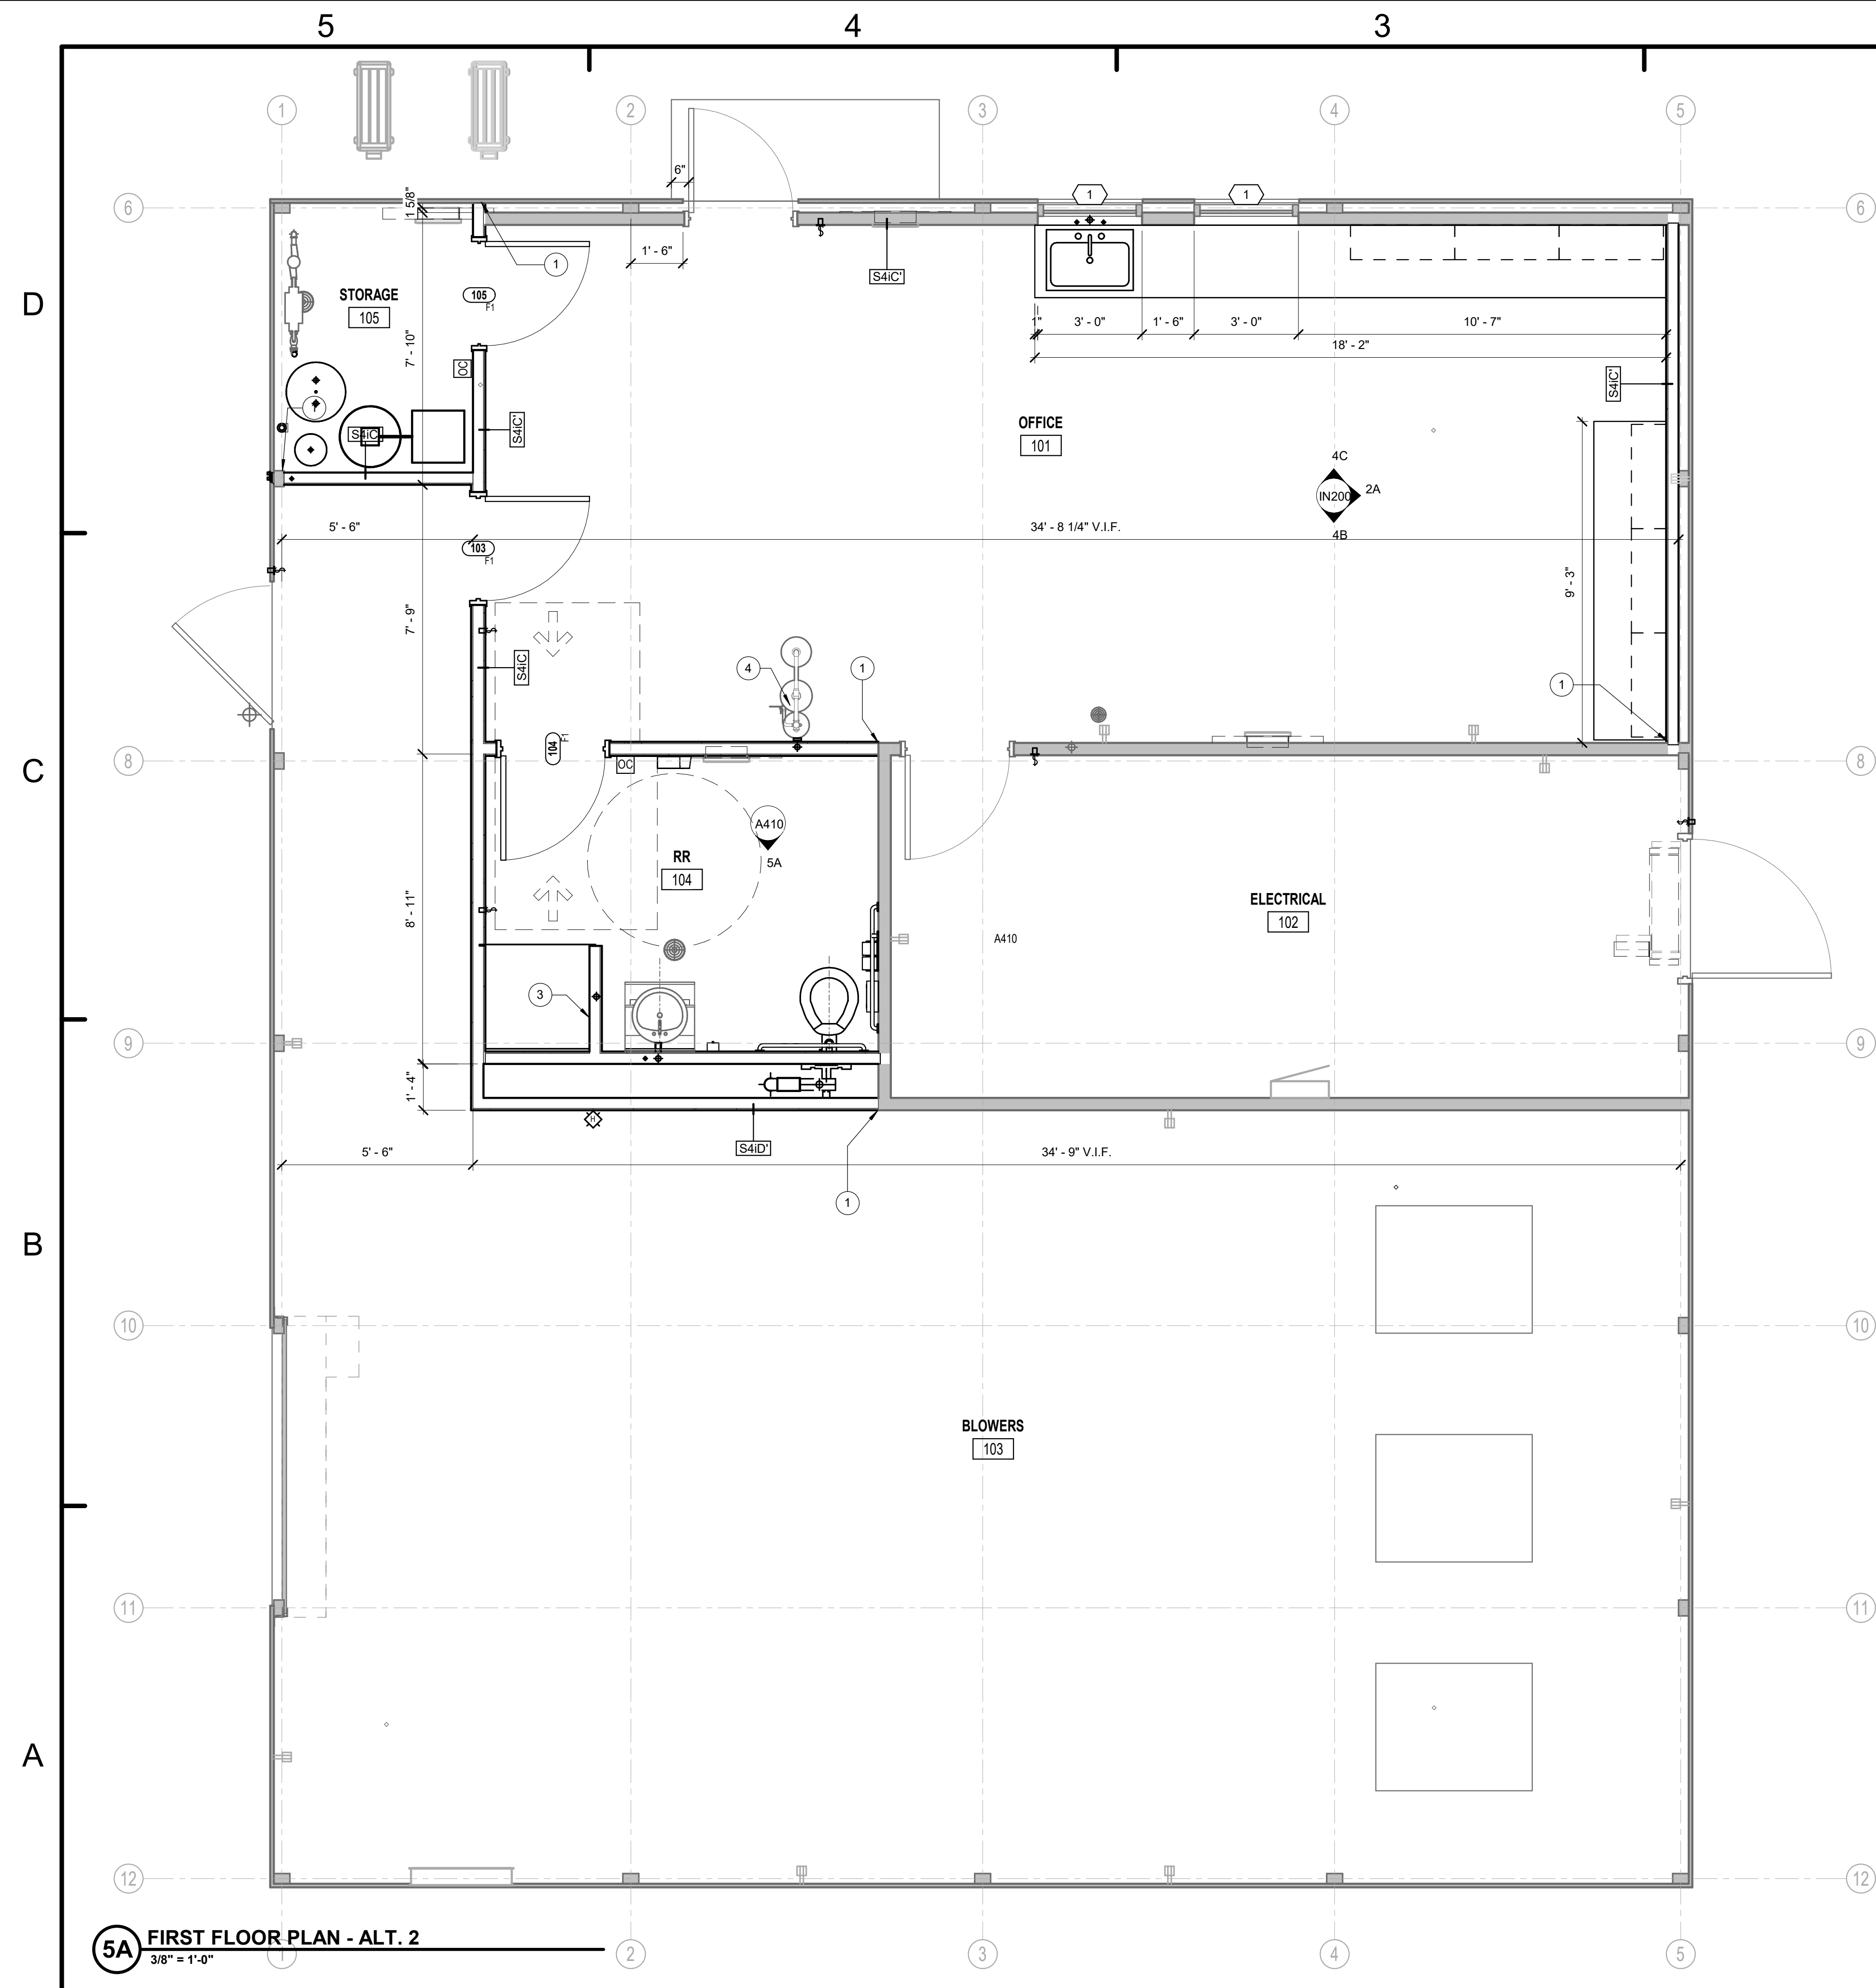 5 4 3
1 2 3 4 5
6"
1 1
6 6
1 5/8"
1' - 6"
1
S4iC'
D
STORAGE
105
105
F1
7' - 10"
1" 3' - 0" 1' - 6" 3' - 0" 10' - 7"
18' - 2"
OC
S4iC'
1
S4iC'
S4iC
OFFICE
101
4C
IN200 2A
4B
5' - 6" 34' - 8 1/4" V.I.F.
103
F1
9' - 3"
7' - 9"
S4iC
4 1 1
104
F1
C
8 8
OC
A410
5A
RR
104
ELECTRICAL
102
8' - 11"
A410
3
9 9
1' - 4"
H
S4iD'
5' - 6" 34' - 9" V.I.F.
1
B
10 10
BLOWERS
103
11 11
A
12 12
5A FIRST FLOOR PLAN - ALT. 2
3/8" = 1'-0"
1 2 3 4 5